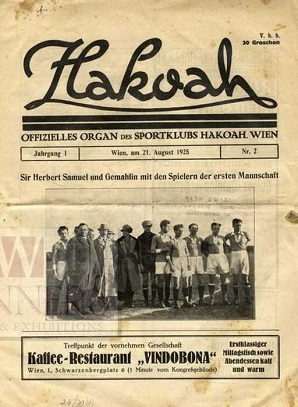 V. b. b.
30 Groschen
Hakoah
OFFIZIELLES ORGAN DES SPORTKLUBS HAKOAH, WIEN
Jahrgang 1
Wien, am 21. August 1925
Nr. 2
Sir Herbert Samuel und Gemahlin mit den Spielern der ersten Mannschaft
W
& EXHIBITIONS
Treffpunkt der vornehmen Gesellschaft
Kaffee-Restaurant „VINDOBONA“
Wien, I., Schwarzenbergplatz 6 (1 Minute vom Kongreßgebäude)
Erstklassiger
Mittagstisch sowie
Abendessen kalt
und warm